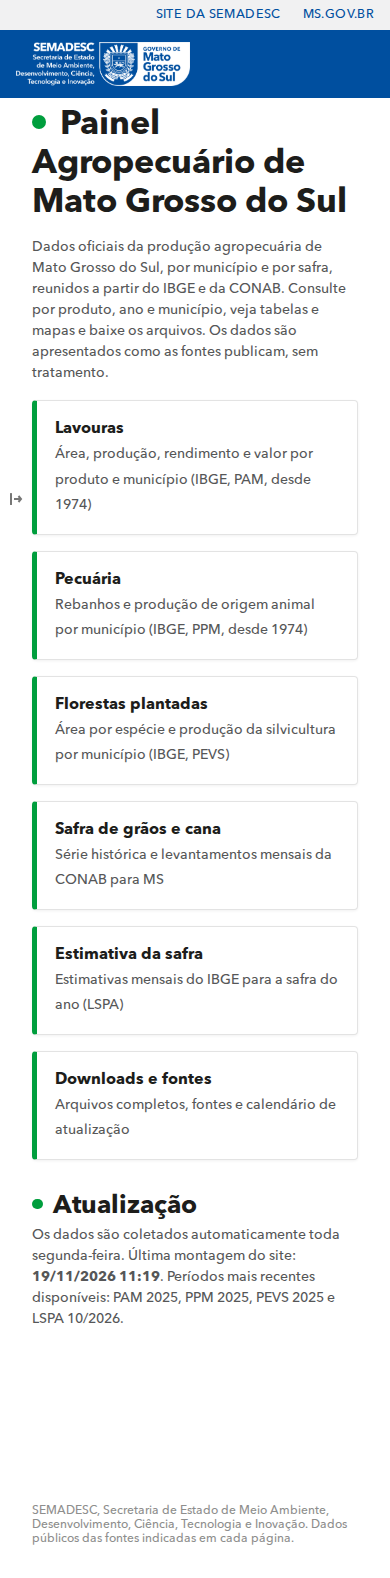 SITE DA SEMADESC MS.GOV.BR
SEMADESC
Secretaria de Estado
de Meio Ambiente,
Desenvolvimento, Ciência,
Tecnologia e Inovação
GOVERNO DE
Mato
Grosso
do Sul
Painel
Agropecuário de
Mato Grosso do Sul
Dados oficiais da produção agropecuária de
Mato Grosso do Sul, por município e por safra,
reunidos a partir do IBGE e da CONAB. Consulte
por produto, ano e município, veja tabelas e
mapas e baixe os arquivos. Os dados são
apresentados como as fontes publicam, sem
tratamento.
Lavouras
Área, produção, rendimento e valor por
produto e município (IBGE, PAM, desde
1974)
Pecuária
Rebanhos e produção de origem animal
por município (IBGE, PPM, desde 1974)
Florestas plantadas
Área por espécie e produção da silvicultura
por município (IBGE, PEVS)
Safra de grãos e cana
Série histórica e levantamentos mensais da
CONAB para MS
Estimativa da safra
Estimativas mensais do IBGE para a safra do
ano (LSPA)
Downloads e fontes
Arquivos completos, fontes e calendário de
atualização
Atualização
Os dados são coletados automaticamente toda
segunda-feira. Última montagem do site:
19/11/2026 11:19. Períodos mais recentes
disponíveis: PAM 2025, PPM 2025, PEVS 2025 e
LSPA 10/2026.
SEMADESC, Secretaria de Estado de Meio Ambiente,
Desenvolvimento, Ciência, Tecnologia e Inovação. Dados
públicos das fontes indicadas em cada página.